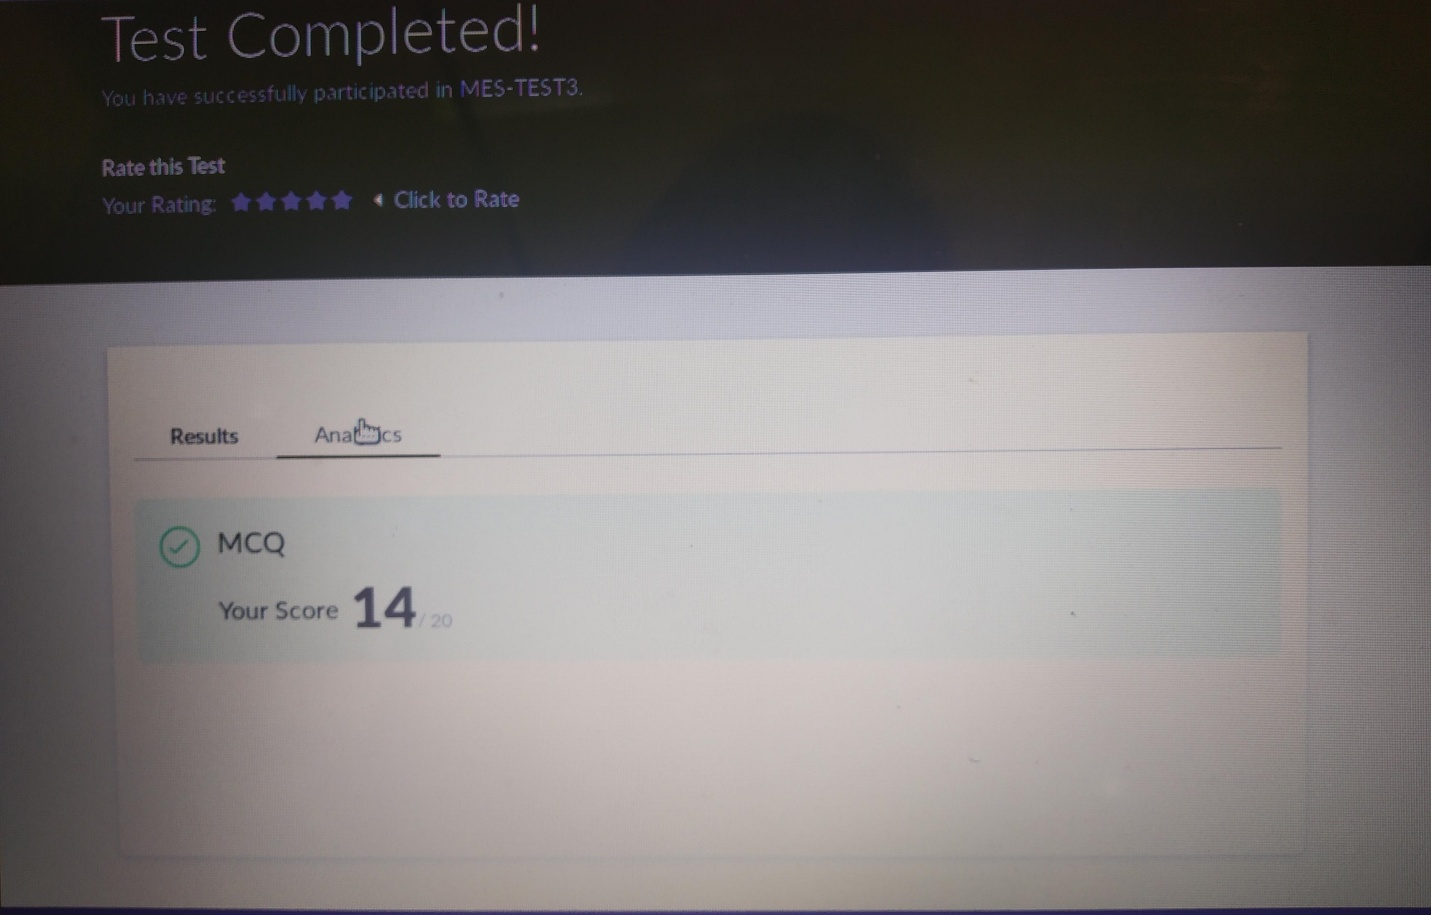 Test Completed!
You have successfully participated in MES-TEST3.
Rate this Test
Your Rating: ★★★★★ ◂ Click to Rate
Results
MCQ
Your Score 14 / 20